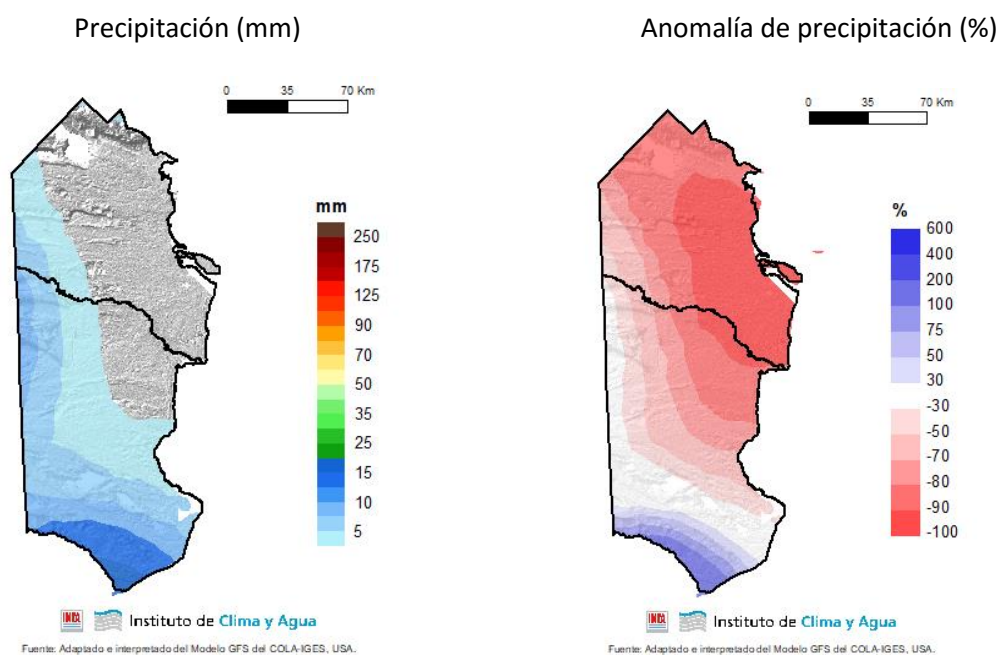 Precipitación (mm)
Anomalía de precipitación (%)
0 35 70 Km
mm
250
175
125
90
70
50
35
25
15
10
5
INTA Instituto de Clima y Agua
Fuente: Adaptado e interpretado del Modelo GFS del COLA-IGES, USA.
0 35 70 Km
%
600
400
200
100
75
50
30
-30
-50
-70
-80
-90
-100
INTA Instituto de Clima y Agua
Fuente: Adaptado e interpretado del Modelo GFS del COLA-IGES, USA.